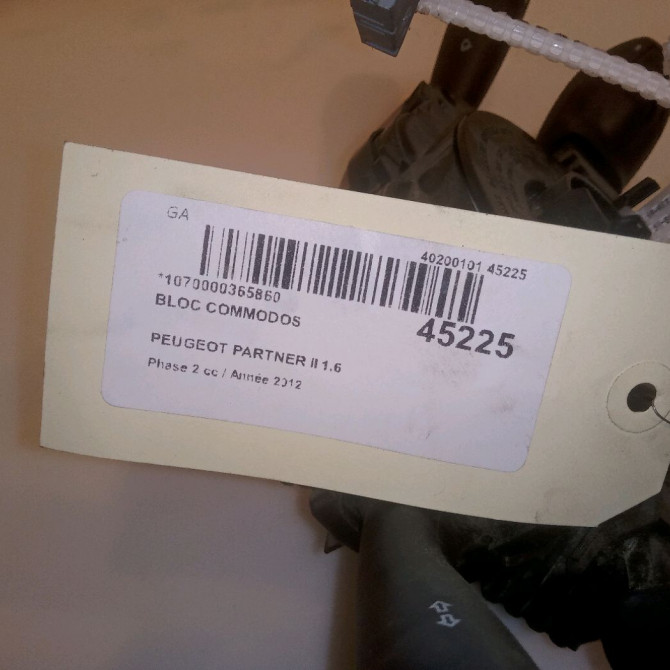 GA
40200101 45225
*1070000365860
BLOC COMMODOS
45225
PEUGEOT PARTNER II 1.6
Phase 2 cc / Année 2012